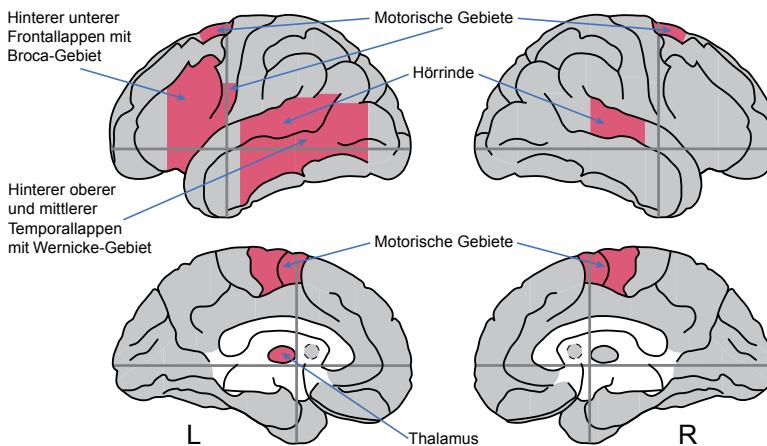 Hinterer unterer
Frontallappen mit
Broca-Gebiet
Motorische Gebiete
Hörrinde
Hinterer oberer
und mittlerer
Temporallappen
mit Wernicke-Gebiet
Motorische Gebiete
L
Thalamus
R